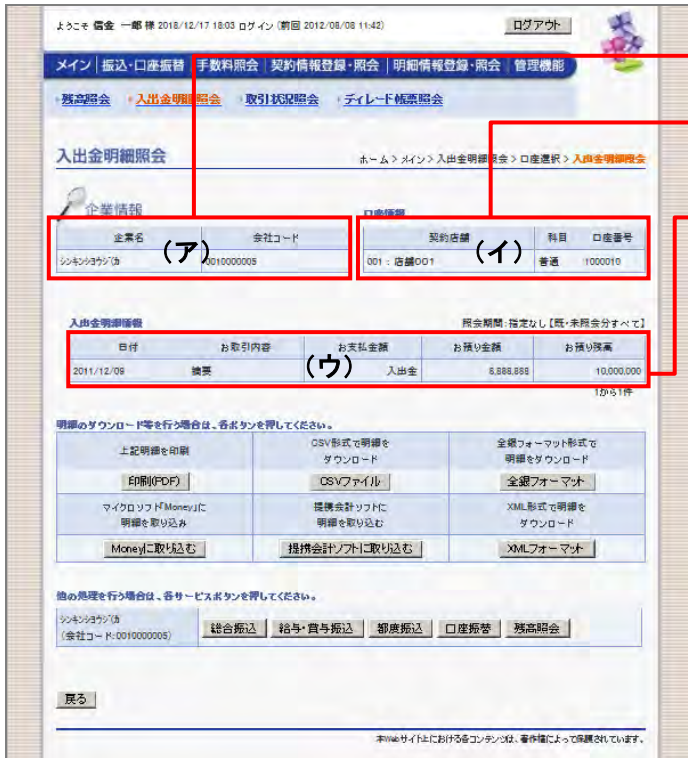 ようこそ 信金 一郎 様 2018/12/17 18:03 ログイン (前回 2012/08/08 11:42)
ログアウト
メイン 振込・口座振替 手数料照会 契約情報登録・照会 明細情報登録・照会 管理機能
残高照会 入出金明細照会 取引状況照会 ディレード帳票照会
入出金明細照会
ホーム > メイン > 入出金明細照会 > 口座選択 > 入出金明細照会
企業情報
口座情報
企業名 会社コード
契約店舗 科目 口座番号
(ア)
(イ)
シンキンショウジ(カ 0010000005
001 : 店舗001 普通 1000010
入出金明細情報
照会期間:指定なし【既・未照会分すべて】
日付 お取引内容 お支払金額 お預り金額 お預り残高
(ウ)
2011/12/09 摘要 入出金 8,888,888 10,000,000
1から1件
明細のダウンロード等を行う場合は、各ボタンを押してください。
上記明細を印刷
CSV形式で明細を
ダウンロード
全銀フォーマット形式で
明細をダウンロード
印刷(PDF) CSVファイル 全銀フォーマット
マイクロソフトMoneyに
明細を取り込み
提携会計ソフトに
明細を取り込む
XML形式で明細を
ダウンロード
Moneyに取り込む 提携会計ソフトに取り込む XMLフォーマット
他の処理を行う場合は、各サービスボタンを押してください。
シンキンショウジ(カ
(会社コード:0010000005)
総合振込 給与・賞与振込 都度振込 口座振替 残高照会
戻る
本Webサイト上における各コンテンツは、著作権によって保護されています。